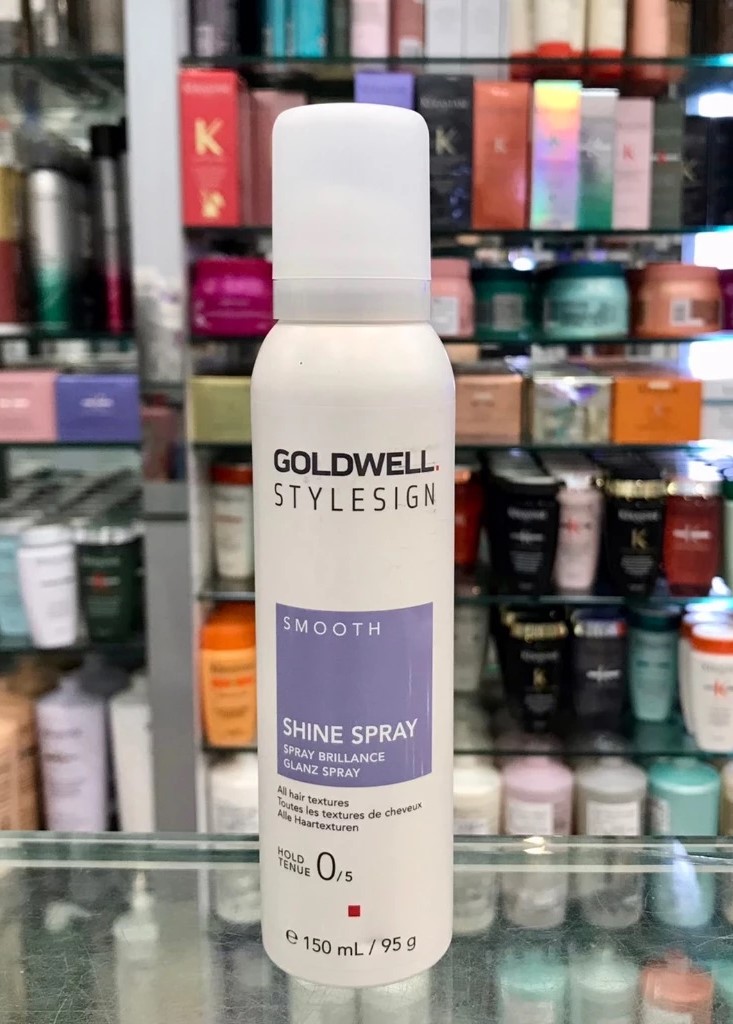 GOLDWELL.
STYLESIGN
SMOOTH
SHINE SPRAY
SPRAY BRILLANCE
GLANZ SPRAY
All hair textures
Toutes les textures de cheveux
Alle Haartexturen
HOLD
TENUE 0/5
℮ 150 mL / 95 g